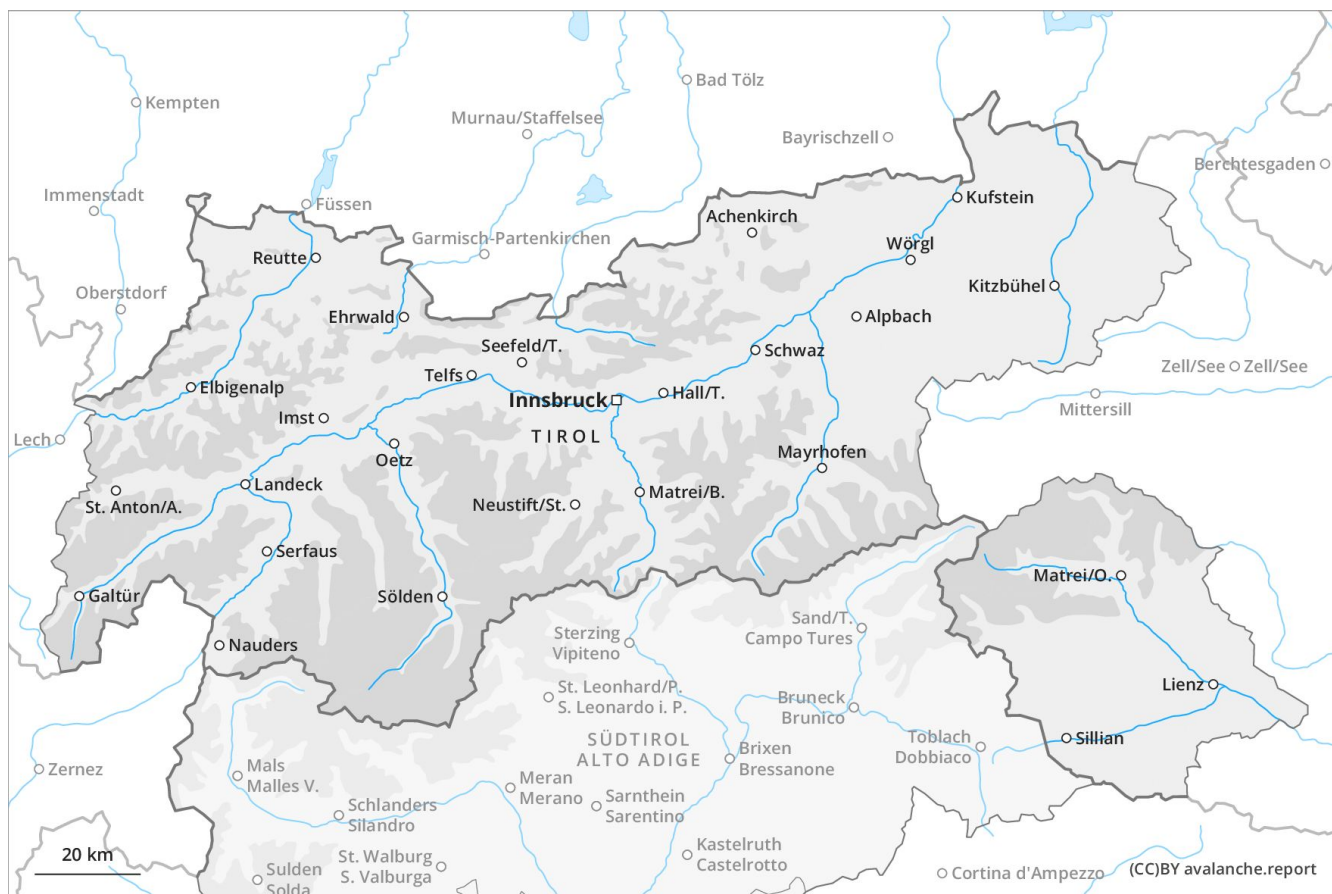 Bad Tölz
Kempten
Murnau/Staffelsee
Bayrischzell
Berchtesgaden
Immenstadt
Füssen
Kufstein
Achenkirch
Garmisch-Partenkirchen
Wörgl
Reutte
Kitzbühel
Oberstdorf
Ehrwald
Alpbach
Seefeld/T.
Schwaz
Zell/See
Zell/See
Telfs
Elbigenalp
Hall/T.
Innsbruck
Mittersill
Imst
TIROL
Lech
Oetz
Mayrhofen
Landeck
Matrei/B.
St. Anton/A.
Neustift/St.
Serfaus
Matrei/O.
Galtür
Sölden
Sand/T.
Campo Tures
Sterzing
Vipiteno
Nauders
Lienz
St. Leonhard/P.
S. Leonardo i. P.
Bruneck
Brunico
SÜDTIROL
ALTO ADIGE
Toblach
Dobbiaco
Sillian
Brixen
Bressanone
Zernez
Mals
Malles V.
Meran
Merano
Sarnthein
Sarentino
Schlanders
Silandro
Kastelruth
Castelrotto
20 km
St. Walburg
S. Valburga
Sulden
Solda
Cortina d'Ampezzo
(CC)BY avalanche.report